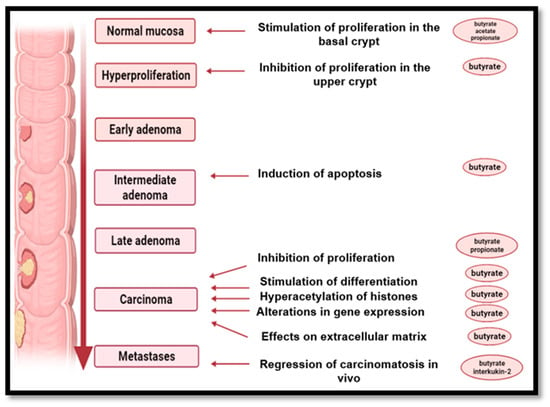 Normal mucosa
Stimulation of proliferation in the
basal crypt
butyrate
acetate
propionate
Hyperproliferation
Inhibition of proliferation in the
upper crypt
butyrate
Early adenoma
Intermediate
adenoma
Induction of apoptosis
butyrate
Late adenoma
butyrate
propionate
Inhibition of proliferation
butyrate
Carcinoma
Stimulation of differentiation
Hyperacetylation of histones
butyrate
Alterations in gene expression
butyrate
Effects on extracellular matrix
butyrate
Metastases
Regression of carcinomatosis in
vivo
butyrate
interkukin-2